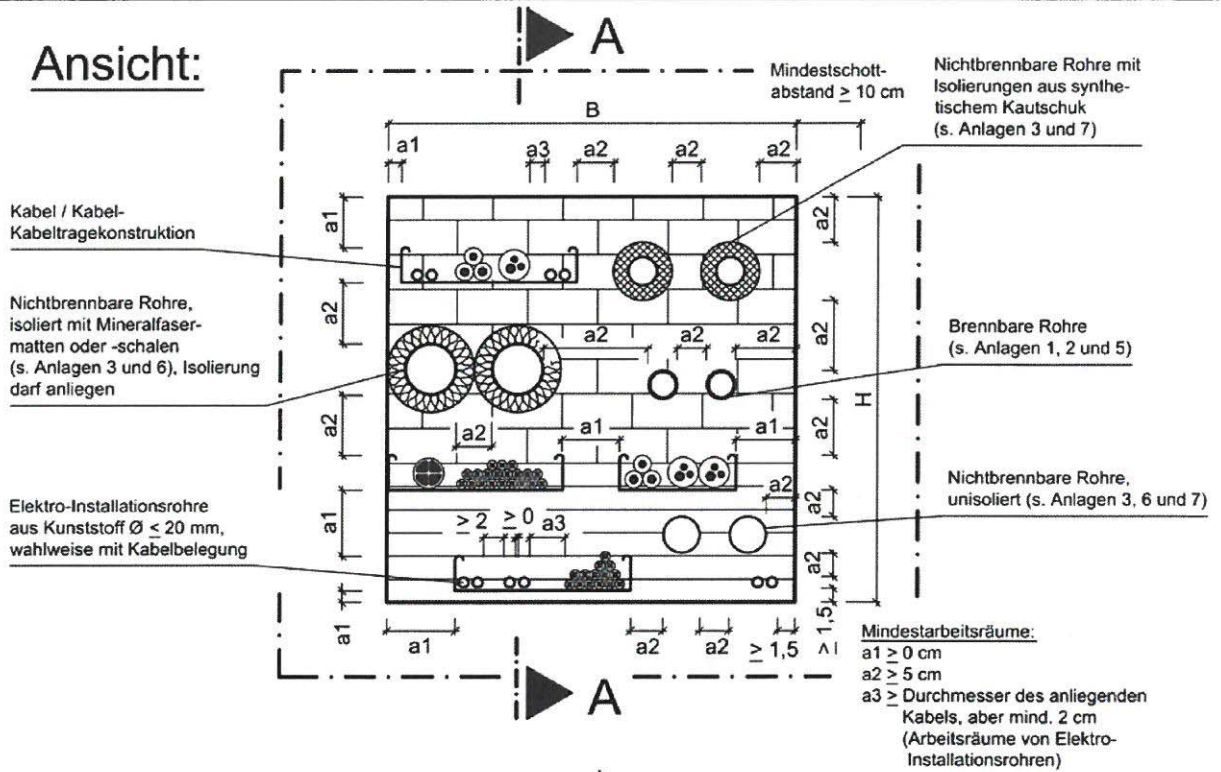 Ansicht:
A
Mindestschott-
abstand ≥ 10 cm
Nichtbrennbare Rohre mit
Isolierungen aus synthe-
tischem Kautschuk
(s. Anlagen 3 und 7)
B
a1
a3
a2
a2
a2
Kabel / Kabel-
Kabeltragekonstruktion
a1
a2
Nichtbrennbare Rohre,
isoliert mit Mineralfaser-
matten oder -schalen
(s. Anlagen 3 und 6), Isolierung
darf anliegen
a2
a2
a2
a2
a2
Brennbare Rohre
(s. Anlagen 1, 2 und 5)
H
a2
a2
a1
a1
a2
Nichtbrennbare Rohre,
unisoliert (s. Anlagen 3, 6 und 7)
a2
a2
Elektro-Installationsrohre
aus Kunststoff Ø ≤ 20 mm,
wahlweise mit Kabelbelegung
a1
≥ 2
≥ 0
a3
a2
a1
a1
a2
a2
≥ 1,5
≥ 1,5
Mindestarbeitsräume:
a1 ≥ 0 cm
a2 ≥ 5 cm
a3 ≥ Durchmesser des anliegenden
Kabels, aber mind. 2 cm
(Arbeitsräume von Elektro-
Installationsrohren)
A